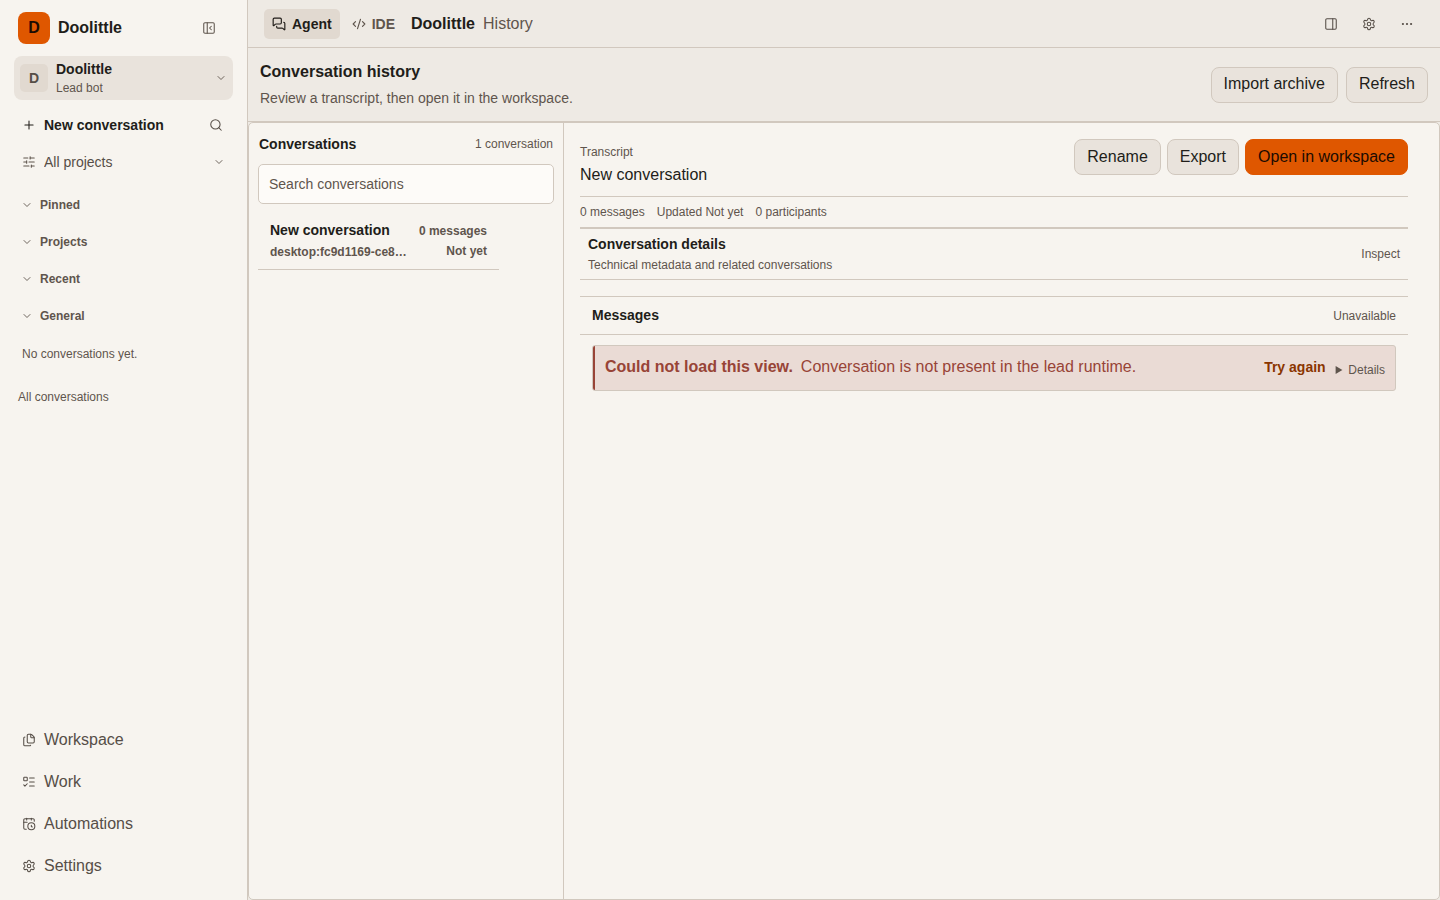 D Doolittle
D Doolittle
Lead bot
New conversation
All projects
Pinned
Projects
Recent
General
No conversations yet.
All conversations
Workspace
Work
Automations
Settings
Agent IDE Doolittle History
Conversation history
Review a transcript, then open it in the workspace.
Import archive Refresh
Conversations 1 conversation
Search conversations
New conversation 0 messages
desktop:fc9d1169-ce8... Not yet
Transcript
New conversation
Rename Export Open in workspace
0 messages Updated Not yet 0 participants
Conversation details
Technical metadata and related conversations
Inspect
Messages Unavailable
Could not load this view. Conversation is not present in the lead runtime. Try again Details